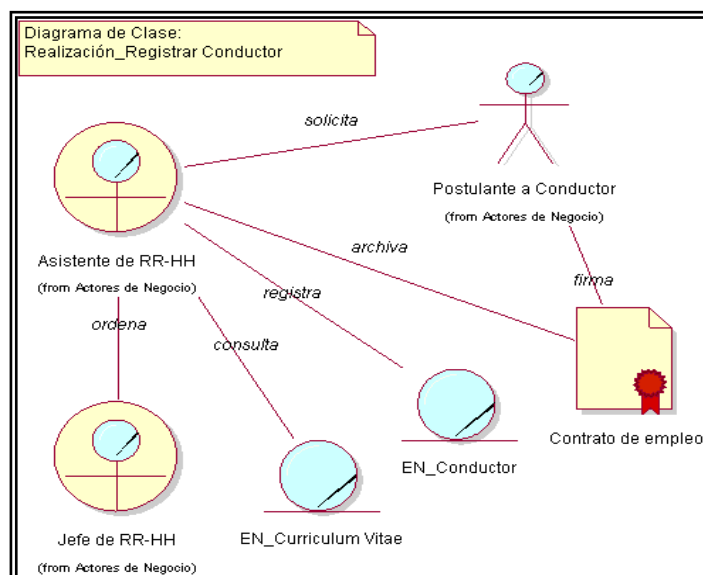 Diagrama de Clase:
Realización_Registrar Conductor
solicita
Postulante a Conductor
(from Actores de Negocio)
archiva
Asistente de RR-HH
(from Actores de Negocio)
registra
firma
ordena
consulta
Contrato de empleo
EN_Conductor
EN_Curriculum Vitae
Jefe de RR-HH
(from Actores de Negocio)